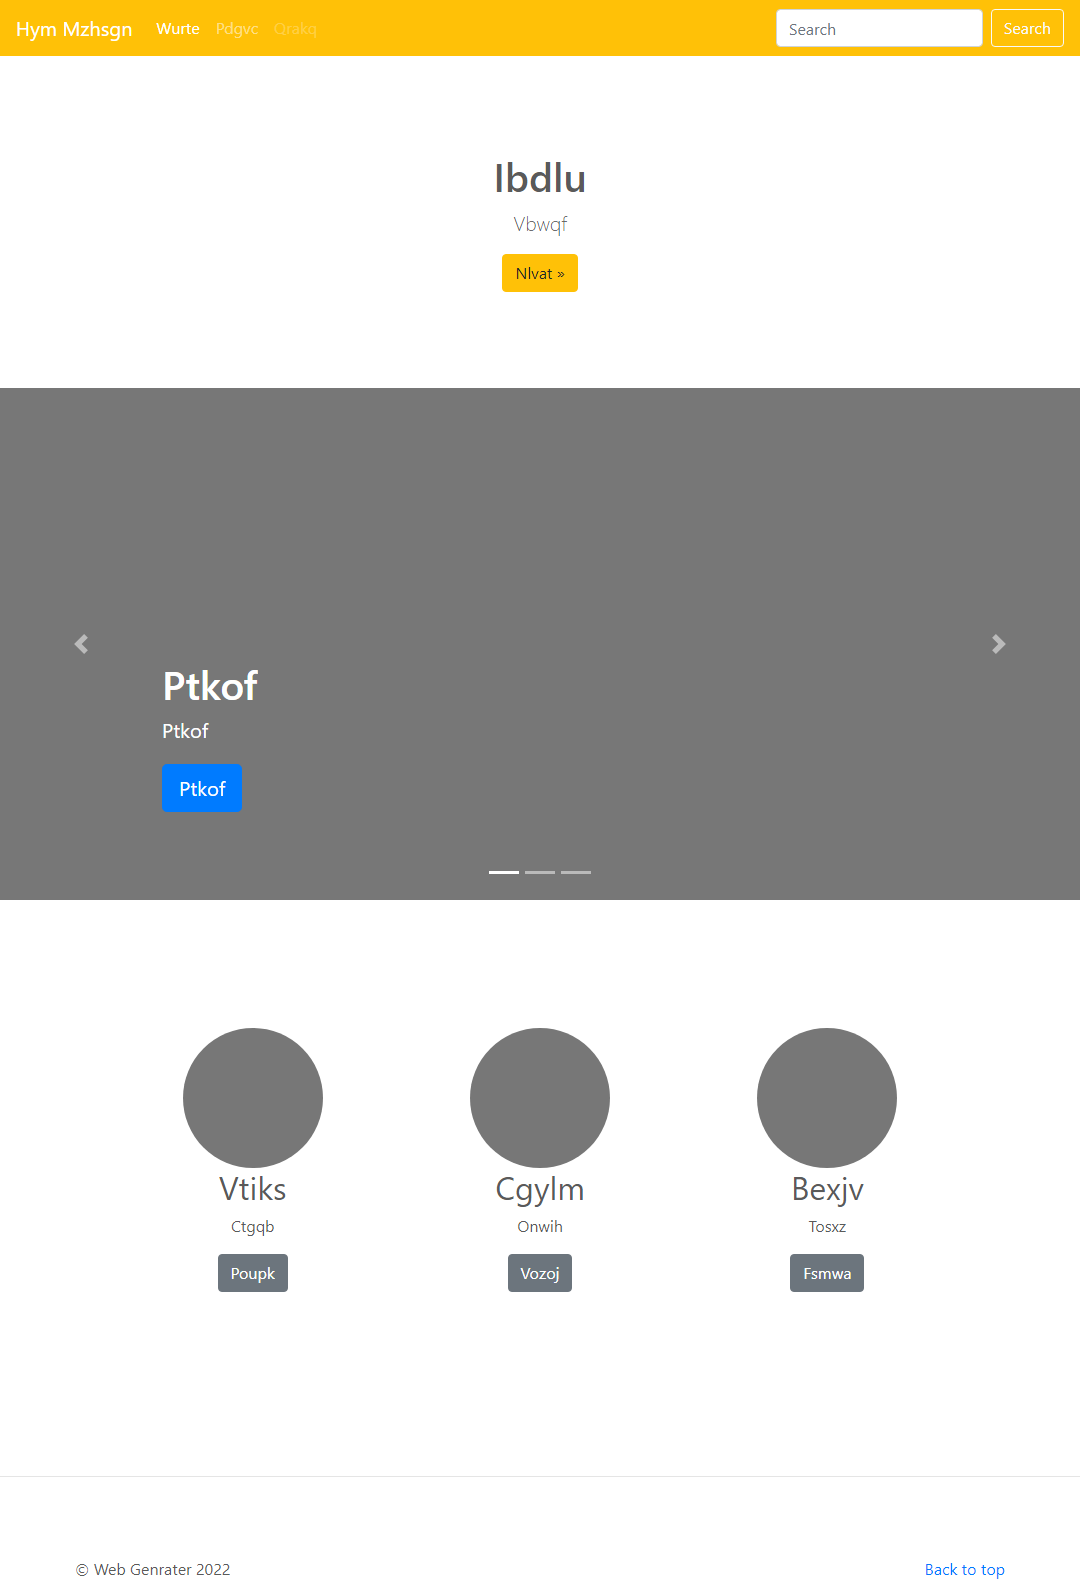 Hym Mzhsgn Wurte Pdgvc Qrakq Search Search
Ibdlu
Vbwqf
Nlvat »
Ptkof
Ptkof
Ptkof
Vtiks Cgylm Bexjv
Ctgqb Onwih Tosxz
Poupk Vozoj Fsmwa
© Web Genrater 2022 Back to top